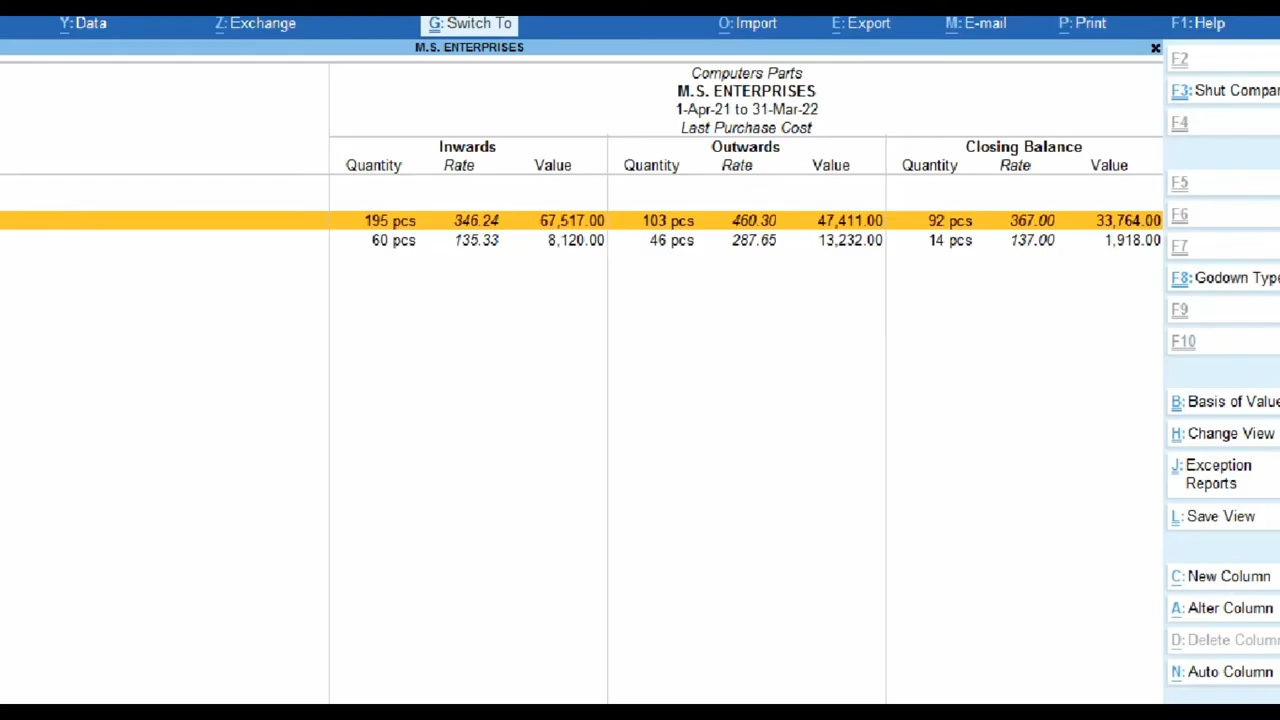 Y: Data Z: Exchange G: Switch To O: Import E: Export M: E-mail P: Print F1: Help
M.S. ENTERPRISES
Computers Parts
M.S. ENTERPRISES
1-Apr-21 to 31-Mar-22
Last Purchase Cost
Inwards Outwards Closing Balance
Quantity Rate Value Quantity Rate Value Quantity Rate Value
195 pcs 346.24 67,517.00 103 pcs 460.30 47,411.00 92 pcs 367.00 33,764.00
60 pcs 135.33 8,120.00 46 pcs 287.65 13,232.00 14 pcs 137.00 1,918.00
F2
F3: Shut Compar
F4
F5
F6
F7
F8: Godown Type
F9
F10
B: Basis of Value
H: Change View
J: Exception
Reports
L: Save View
C: New Column
A: Alter Column
D: Delete Colum
N: Auto Column